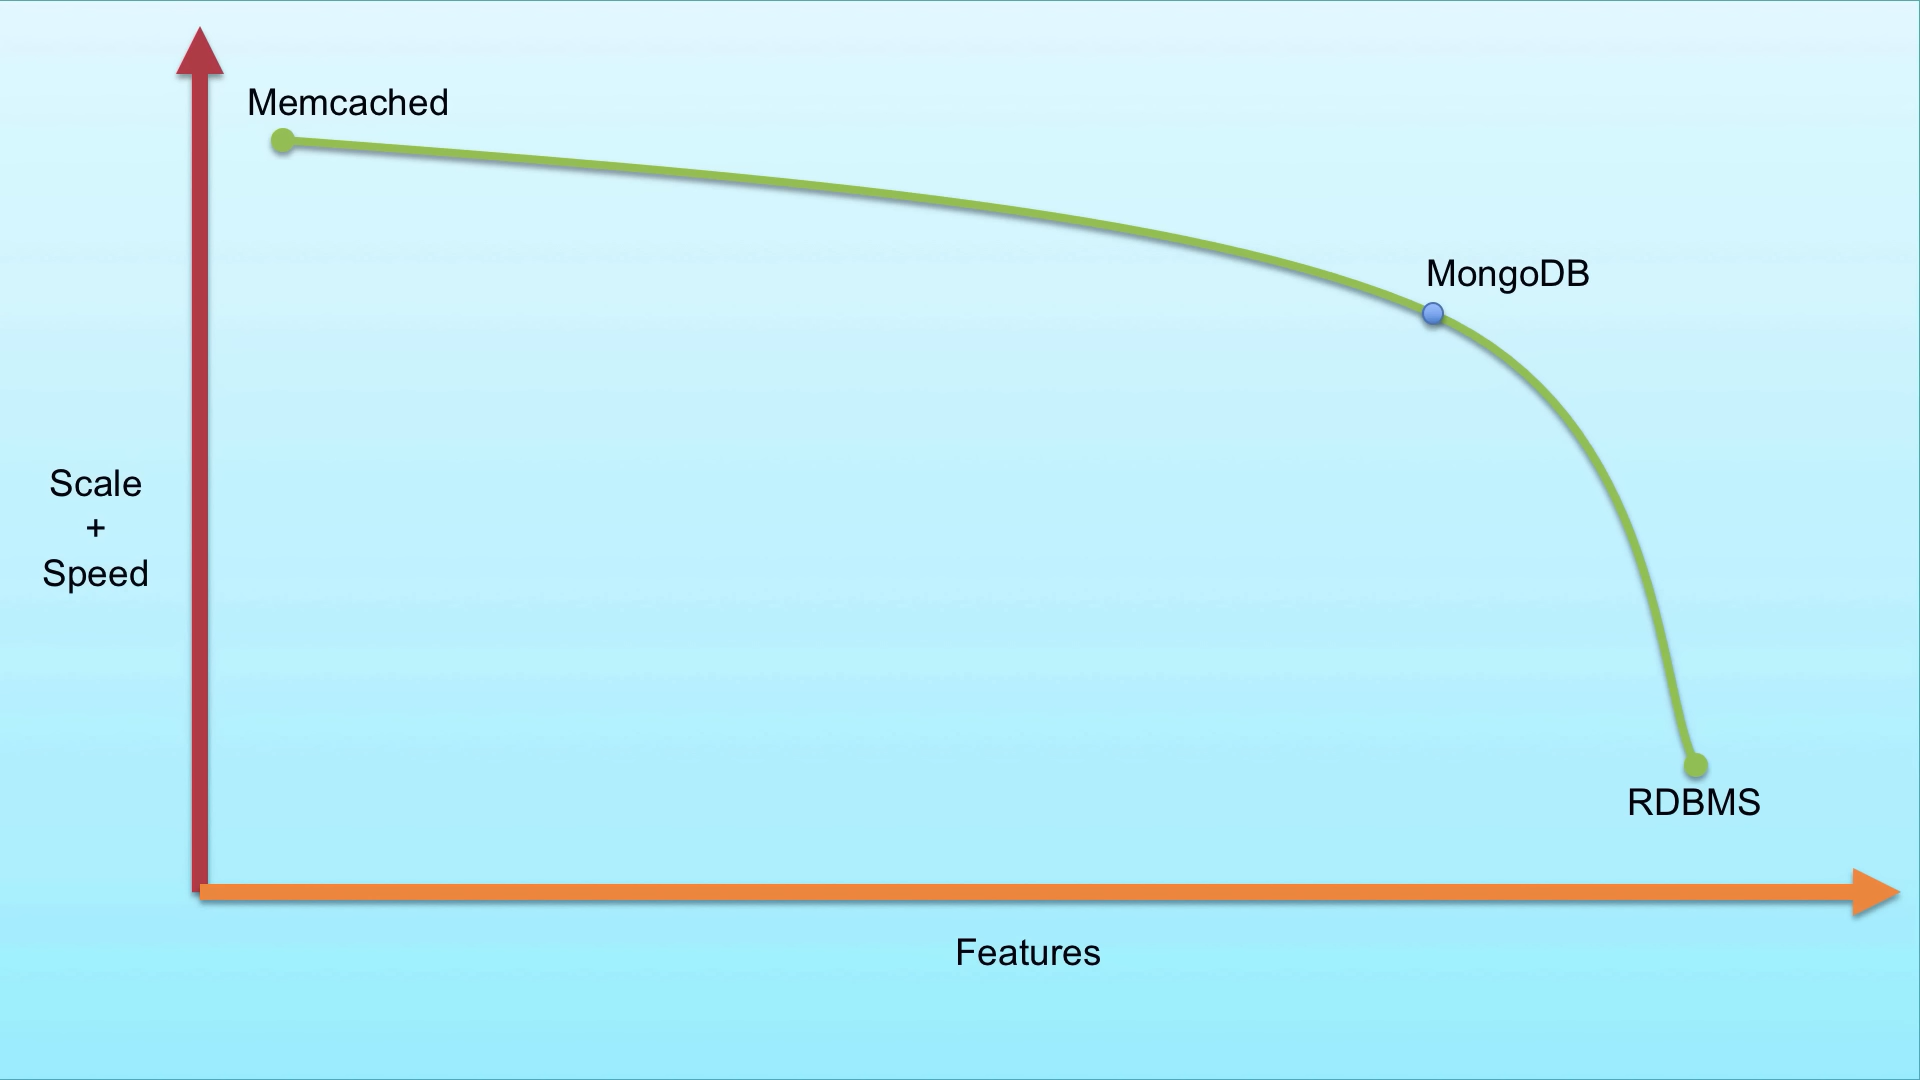 Memcached
MongoDB
Scale
+
Speed
RDBMS
Features